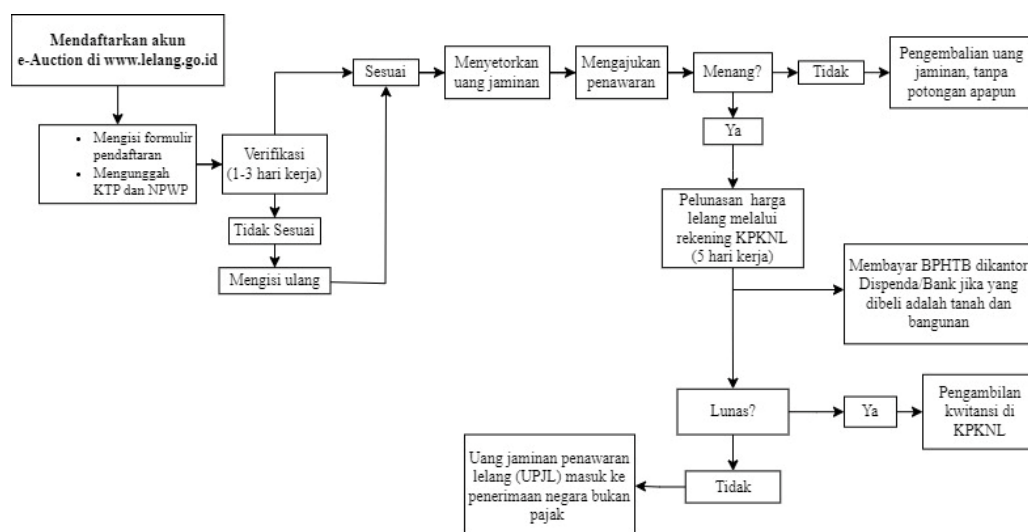 Mendaftarkan akun
e-Auction di www.lelang.go.id
• Mengisi formulir
pendaftaran
• Mengunggah
KTP dan NPWP
Verifikasi
(1-3 hari kerja)
Tidak Sesuai
Mengisi ulang
Sesuai
Menyetorkan
uang jaminan
Mengajukan
penawaran
Menang?
Tidak
Pengembalian uang
jaminan, tanpa
potongan apapun
Ya
Pelunasan harga
lelang melalui
rekening KPKNL
(5 hari kerja)
Membayar BPHTB dikantor
Dispenda/Bank jika yang
dibeli adalah tanah dan
bangunan
Lunas?
Ya
Pengambilan
kwitansi di
KPKNL
Tidak
Uang jaminan penawaran
lelang (UPJL) masuk ke
penerimaan negara bukan
pajak